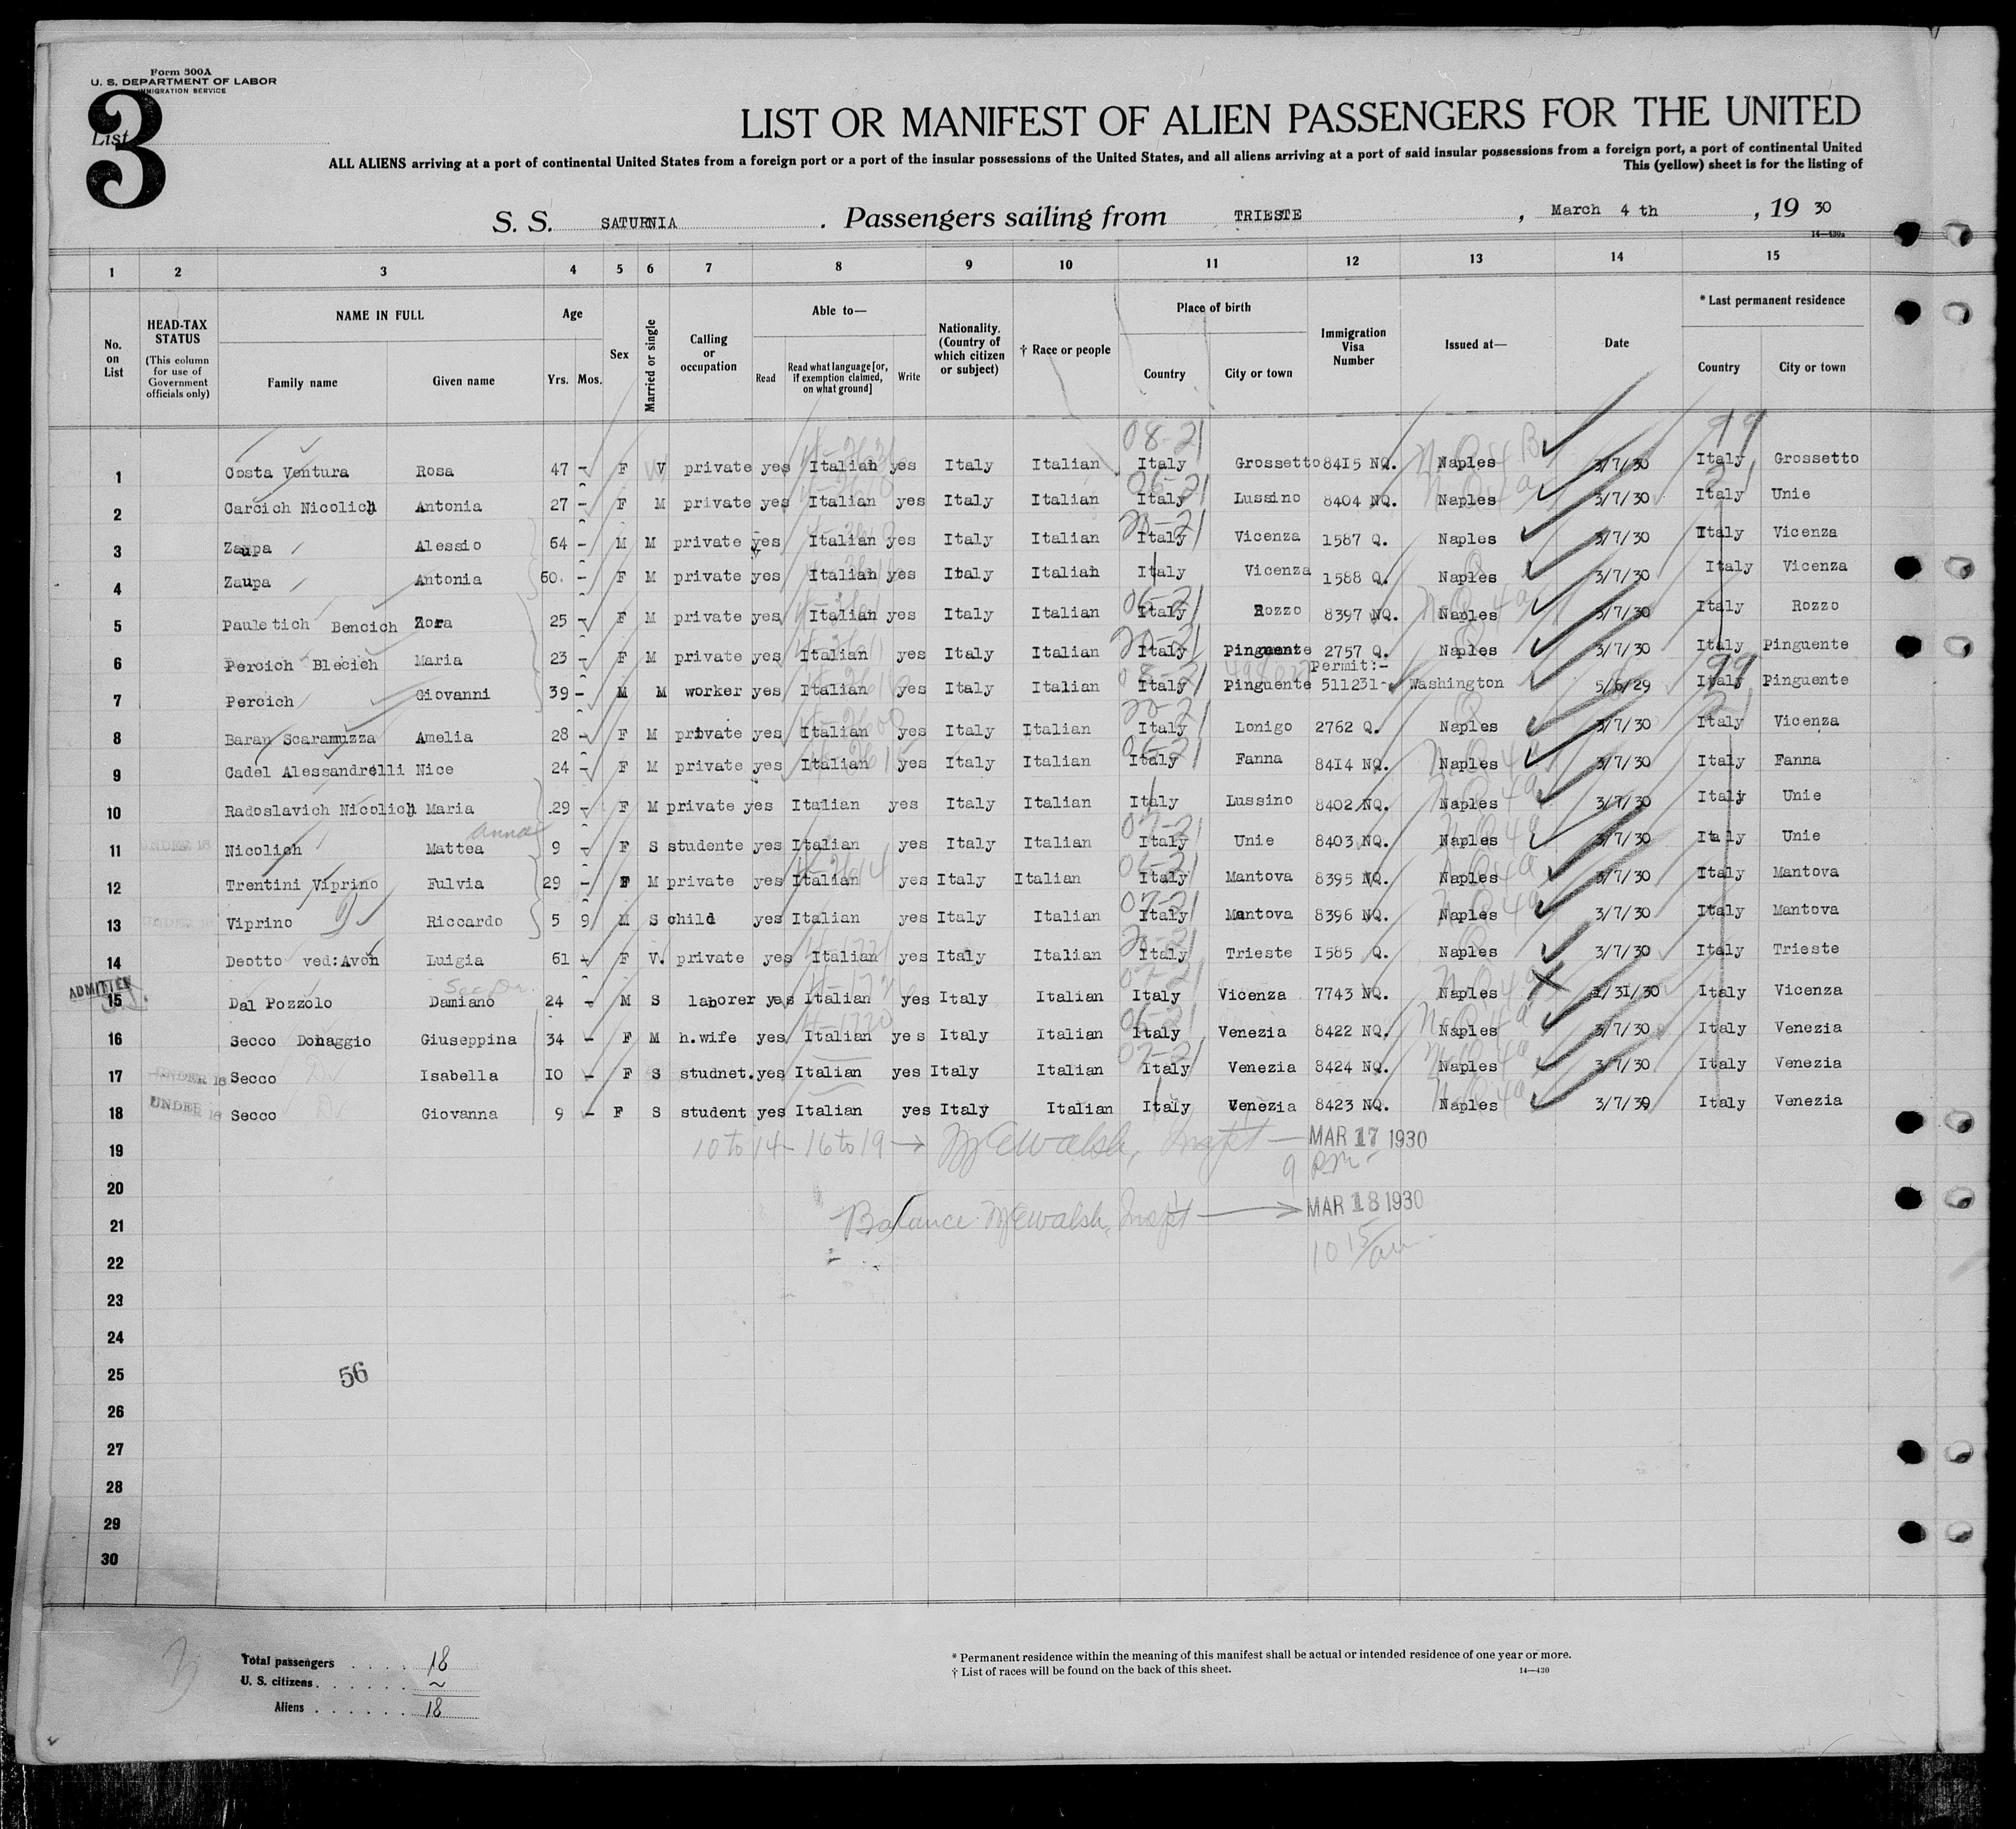 Form 500A
U. S. DEPARTMENT OF LABOR
IMMIGRATION SERVICE
List 3
LIST OR MANIFEST OF ALIEN PASSENGERS FOR THE UNITED
ALL ALIENS arriving at a port of continental United States from a foreign port or a port of the insular possessions of the United States, and all aliens arriving at a port of said insular possessions from a foreign port, a port of continental United
This (yellow) sheet is for the listing of
S. S. SATURNIA . Passengers sailing from TRIESTE , March 4 th , 19 30
14—430a
1 2 3 4 5 6 7 8 9 10 11 12 13 14 15
No. on List
HEAD-TAX STATUS (This column for use of Government officials only)
NAME IN FULL
Family name Given name
Age
Yrs. Mos.
Sex
Married or single
Calling or occupation
Able to—
Read Read what language [or, if exemption claimed, on what ground] Write
Nationality. (Country of which citizen or subject)
† Race or people
Place of birth
Country City or town
Immigration Visa Number
Issued at—
Date
* Last permanent residence
Country City or town
1 Costa Ventura Rosa 47 - F V private yes Italian yes Italy Italian Italy Grossetto 8415 NQ. Naples 3/7/30 Italy Grossetto
2 Carcich Nicolich Antonia 27 - F M private yes Italian yes Italy Italian Italy Lussino 8404 NQ. Naples 3/7/30 Italy Unie
3 Zaupa Alessio 64 - M M private yes Italian yes Italy Italian Italy Vicenza 1587 Q. Naples 3/7/30 Italy Vicenza
4 Zaupa Antonia 60. - F M private yes Italian yes Italy Italian Italy Vicenza 1588 Q. Naples 3/7/30 Italy Vicenza
5 Pauletich Bencich Zora 25 - F M private yes Italian yes Italy Italian Italy Rozzo 8397 NQ. Naples 3/7/30 Italy Rozzo
6 Percich Blecich Maria 23 - F M private yes Italian yes Italy Italian Italy Pinguente 2757 Q. Naples 3/7/30 Italy Pinguente
Permit:-
7 Percich Giovanni 39 - M M worker yes Italian yes Italy Italian Italy Pinguente 511231- Washington 5/6/29 Italy Pinguente
8 Baran Scaramuzza Amelia 28 - F M private yes Italian yes Italy Italian Italy Lonigo 2762 Q. Naples 3/7/30 Italy Vicenza
9 Cadel Alessandrelli Nice 24 - F M private yes Italian yes Italy Italian Italy Fanna 8414 NQ. Naples 3/7/30 Italy Fanna
10 Radoslavich Nicolich Maria 29 - F M private yes Italian yes Italy Italian Italy Lussino 8402 NQ. Naples 3/7/30 Italy Unie
Anna
UNDER 16
11 Nicolich Mattea 9 - F S studente yes Italian yes Italy Italian Italy Unie 8403 NQ. Naples 3/7/30 Italy Unie
12 Trentini Viprino Fulvia 29 - F M private yes Italian yes Italy Italian Italy Mantova 8395 NQ. Naples 3/7/30 Italy Mantova
13 UNDER 16 Viprino Riccardo 5 9 M S child yes Italian yes Italy Italian Italy Mantova 8396 NQ. Naples 3/7/30 Italy Mantova
14 Deotto ved:Avon Luigia 61 - F V. private yes Italian yes Italy Italian Italy Trieste I585 Q. Naples 3/7/30 Italy Trieste
ADMITTED
15 Dal Pozzolo Damiano 24 - M S laborer yes Italian yes Italy Italian Italy Vicenza 7743 NQ. Naples 1/31/30 Italy Vicenza
16 Secco Donaggio Giuseppina 34 - F M h.wife yes Italian yes Italy Italian Italy Venezia 8422 NQ. Naples 3/7/30 Italy Venezia
17 UNDER 16 Secco D Isabella IO - F S studnet. yes Italian yes Italy Italian Italy Venezia 8424 NQ. Naples 3/7/30 Italy Venezia
18 UNDER 16 Secco D Giovanna 9 - F S student yes Italian yes Italy Italian Italy Venezia 8423 NQ. Naples 3/7/39 Italy Venezia
19 10 to 14 - 16 to 19 → McEwalsh, Inspt — MAR 17 1930
9 pm
20
21 Balance McEwalsh, Inspt → MAR 18 1930
22 10 15/am
23
24
25 56
26
27
28
29
30
Total passengers . . . . 18
U. S. citizens . . . . . . ~
Aliens . . . . . . 18
* Permanent residence within the meaning of this manifest shall be actual or intended residence of one year or more.
† List of races will be found on the back of this sheet.
14—430